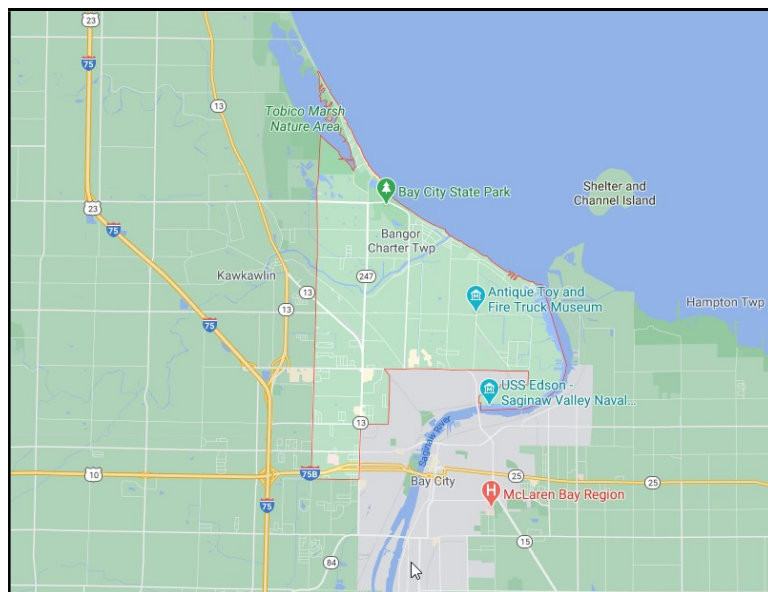 23
75
13
Tobico Marsh
Nature Area
Bay City State Park
Shelter and
Channel Island
23
75
Bangor
Charter Twp
Kawkawlin
247
13
13
Antique Toy and
Fire Truck Museum
Hampton Twp
75
USS Edson -
Saginaw Valley Naval...
13
Saginaw River
10
75B
Bay City
25
25
McLaren Bay Region
H
75
15
84